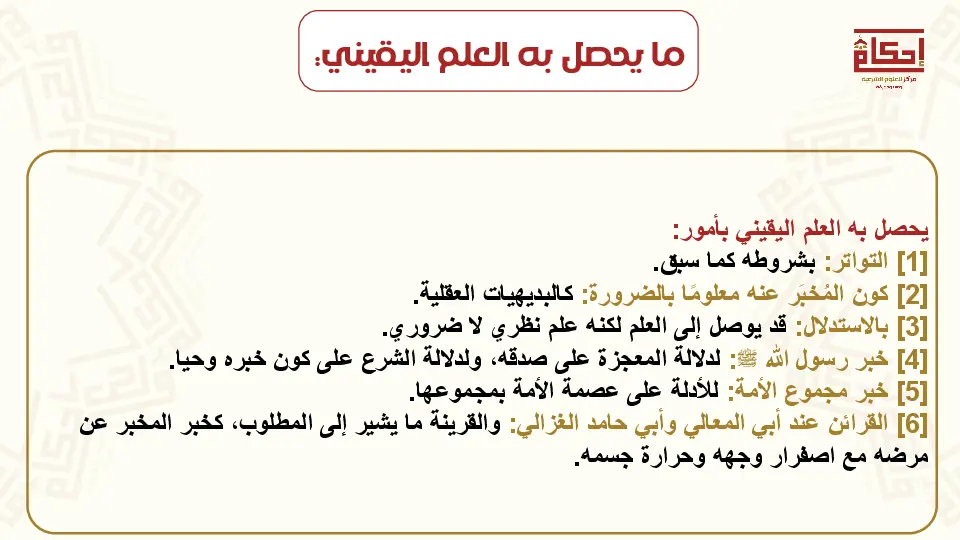 ما يحصل به العلم اليقيني:
إحكام
مركز للعلوم الشرعية
يحصل به العلم اليقيني بأمور:
[1] التواتر: بشروطه كما سبق.
[2] كون المُخبَر عنه معلومًا بالضرورة: كالبديهيات العقلية.
[3] بالاستدلال: قد يوصل إلى العلم لكنه علم نظري لا ضروري.
[4] خبر رسول الله ﷺ: لدلالة المعجزة على صدقه، ولدلالة الشرع على كون خبره وحيا.
[5] خبر مجموع الأمة: للأدلة على عصمة الأمة بمجموعها.
[6] القرائن عند أبي المعالي وأبي حامد الغزالي: والقرينة ما يشير إلى المطلوب، كخبر المخبر عن
مرضه مع اصفرار وجهه وحرارة جسمه.